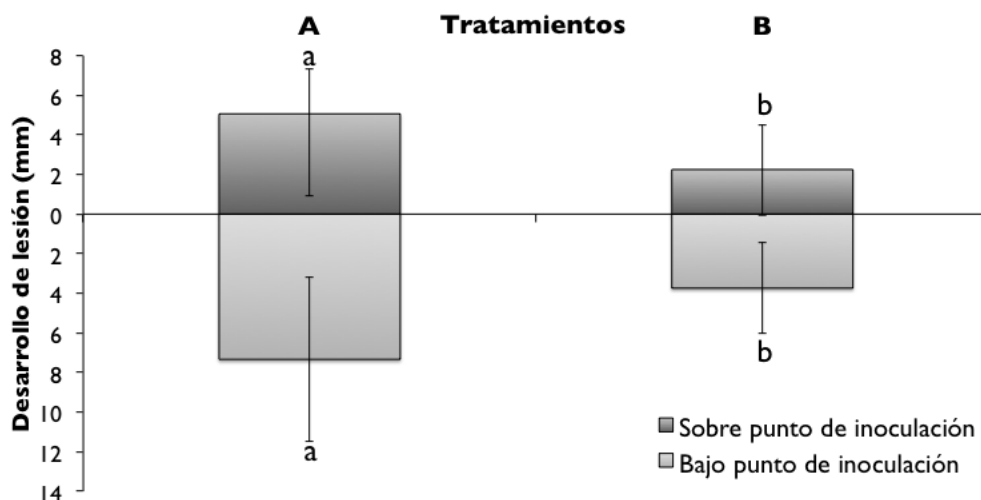 A Tratamientos B
Desarrollo de lesión (mm)
8
6
4
2
0
2
4
6
8
10
12
14
a
b
a
b
Sobre punto de inoculación
Bajo punto de inoculación